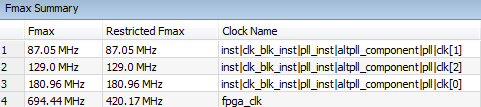 Fmax Summary
Fmax Restricted Fmax Clock Name
1 87.05 MHz 87.05 MHz inst|clk_blk_inst|pll_inst|altpll_component|pll|clk[1]
2 129.0 MHz 129.0 MHz inst|clk_blk_inst|pll_inst|altpll_component|pll|clk[2]
3 180.96 MHz 180.96 MHz inst|clk_blk_inst|pll_inst|altpll_component|pll|clk[0]
4 694.44 MHz 420.17 MHz fpga_clk